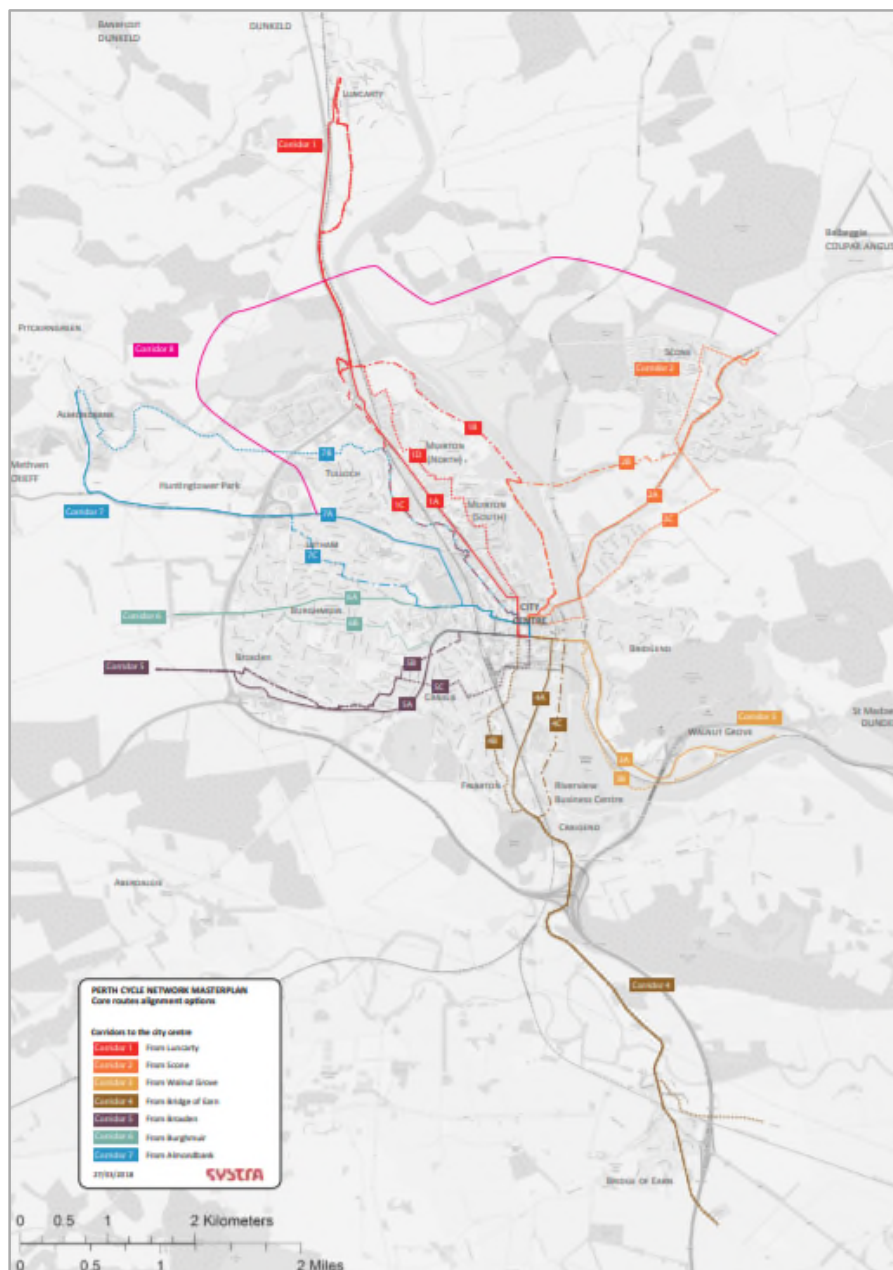 BANKFOOT
DUNKELD
DUNKELD
LUNCARTY
Corridor 1
Balbeggie
COUPAR ANGUS
PITCAIRNGREEN
Corridor 8
SCONE
Corridor 2
ALMONDBANK
1B
1D
MUIRTON
(NORTH)
7B
2B
Methven
CRIEFF
TULLOCH
Huntingtower Park
1C
1A
MUIRTON
(SOUTH)
2A
2C
Corridor 7
7A
LETHAM
7C
6A
Corridor 6
BURGHMUIR
6B
CITY
CENTRE
BRIDGEND
Broxden
Corridor 5
5B
5C
CRAIGIE
5A
4A
4C
4B
Corridor 3
St Madoes
DUNDEE
WALNUT GROVE
3A
3B
FRIARTON
Riverview
Business Centre
CRAIGEND
ABERDALGIE
Corridor 4
BRIDGE OF EARN
PERTH CYCLE NETWORK MASTERPLAN
Core routes alignment options
Corridors to the city centre
Corridor 1 From Luncarty
Corridor 2 From Scone
Corridor 3 From Walnut Grove
Corridor 4 From Bridge of Earn
Corridor 5 From Broxden
Corridor 6 From Burghmuir
Corridor 7 From Almondbank
27/03/2018 SYSTRA
0 0.5 1 2 Kilometers
0 0.5 1 2 Miles